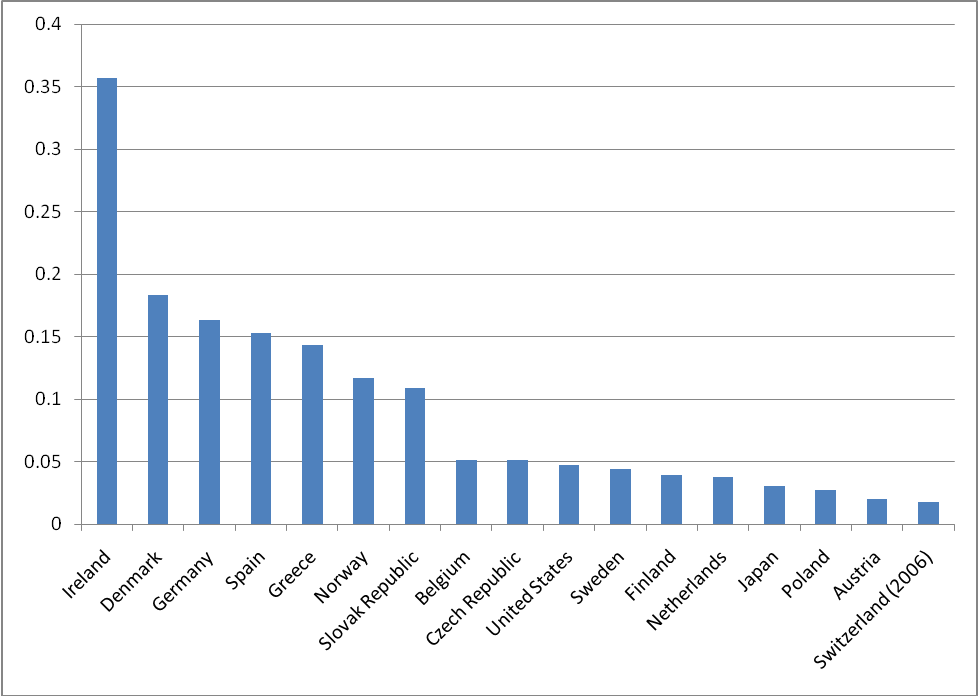 0.4
0.35
0.3
0.25
0.2
0.15
0.1
0.05
0
Ireland
Denmark
Germany
Spain
Greece
Norway
Slovak Republic
Belgium
Czech Republic
United States
Sweden
Finland
Netherlands
Japan
Poland
Austria
Switzerland (2006)